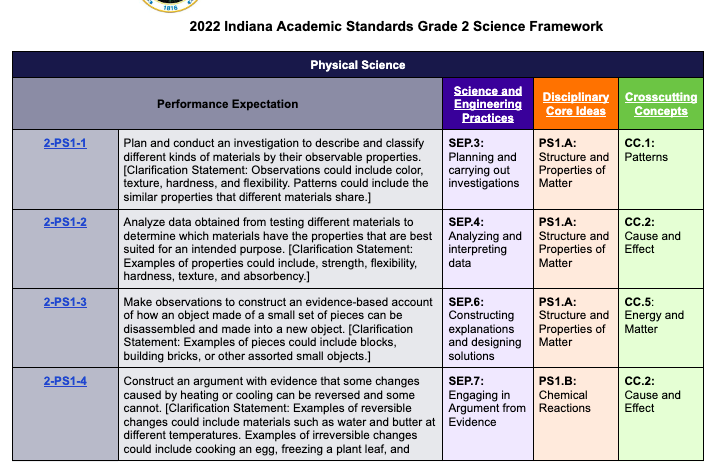 1816
2022 Indiana Academic Standards Grade 2 Science Framework
Physical Science
Performance Expectation
Science and
Engineering
Practices
Disciplinary
Core Ideas
Crosscutting
Concepts
2-PS1-1
Plan and conduct an investigation to describe and classify
different kinds of materials by their observable properties.
[Clarification Statement: Observations could include color,
texture, hardness, and flexibility. Patterns could include the
similar properties that different materials share.]
SEP.3:
Planning and
carrying out
investigations
PS1.A:
Structure and
Properties of
Matter
CC.1:
Patterns
2-PS1-2
Analyze data obtained from testing different materials to
determine which materials have the properties that are best
suited for an intended purpose. [Clarification Statement:
Examples of properties could include, strength, flexibility,
hardness, texture, and absorbency.]
SEP.4:
Analyzing and
interpreting
data
PS1.A:
Structure and
Properties of
Matter
CC.2:
Cause and
Effect
2-PS1-3
Make observations to construct an evidence-based account
of how an object made of a small set of pieces can be
disassembled and made into a new object. [Clarification
Statement: Examples of pieces could include blocks,
building bricks, or other assorted small objects.]
SEP.6:
Constructing
explanations
and designing
solutions
PS1.A:
Structure and
Properties of
Matter
CC.5:
Energy and
Matter
2-PS1-4
Construct an argument with evidence that some changes
caused by heating or cooling can be reversed and some
cannot. [Clarification Statement: Examples of reversible
changes could include materials such as water and butter at
different temperatures. Examples of irreversible changes
could include cooking an egg, freezing a plant leaf, and
SEP.7:
Engaging in
Argument from
Evidence
PS1.B:
Chemical
Reactions
CC.2:
Cause and
Effect